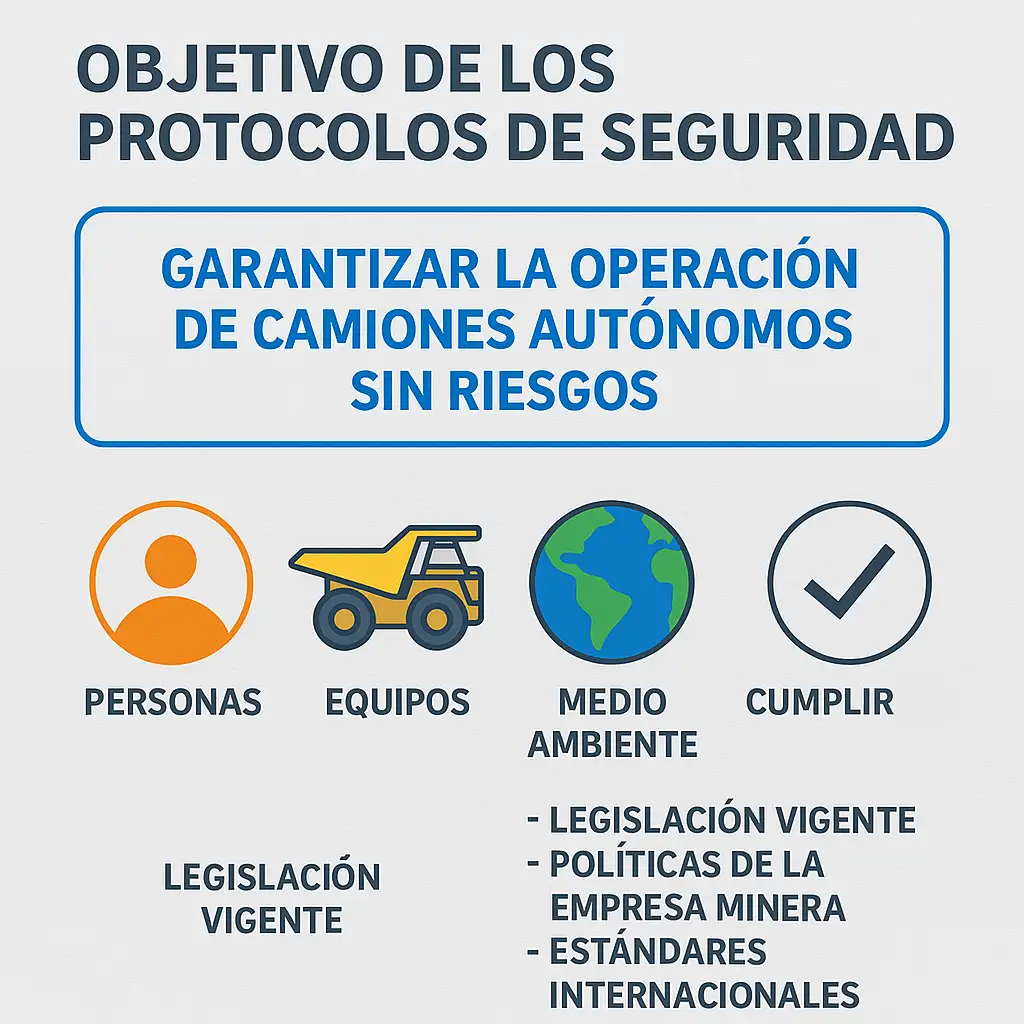 OBJETIVO DE LOS
PROTOCOLOS DE SEGURIDAD
GARANTIZAR LA OPERACIÓN
DE CAMIONES AUTÓNOMOS
SIN RIESGOS
PERSONAS
EQUIPOS
MEDIO
AMBIENTE
CUMPLIR
LEGISLACIÓN
VIGENTE
- LEGISLACIÓN VIGENTE
- POLÍTICAS DE LA
EMPRESA MINERA
- ESTÁNDARES
INTERNACIONALES